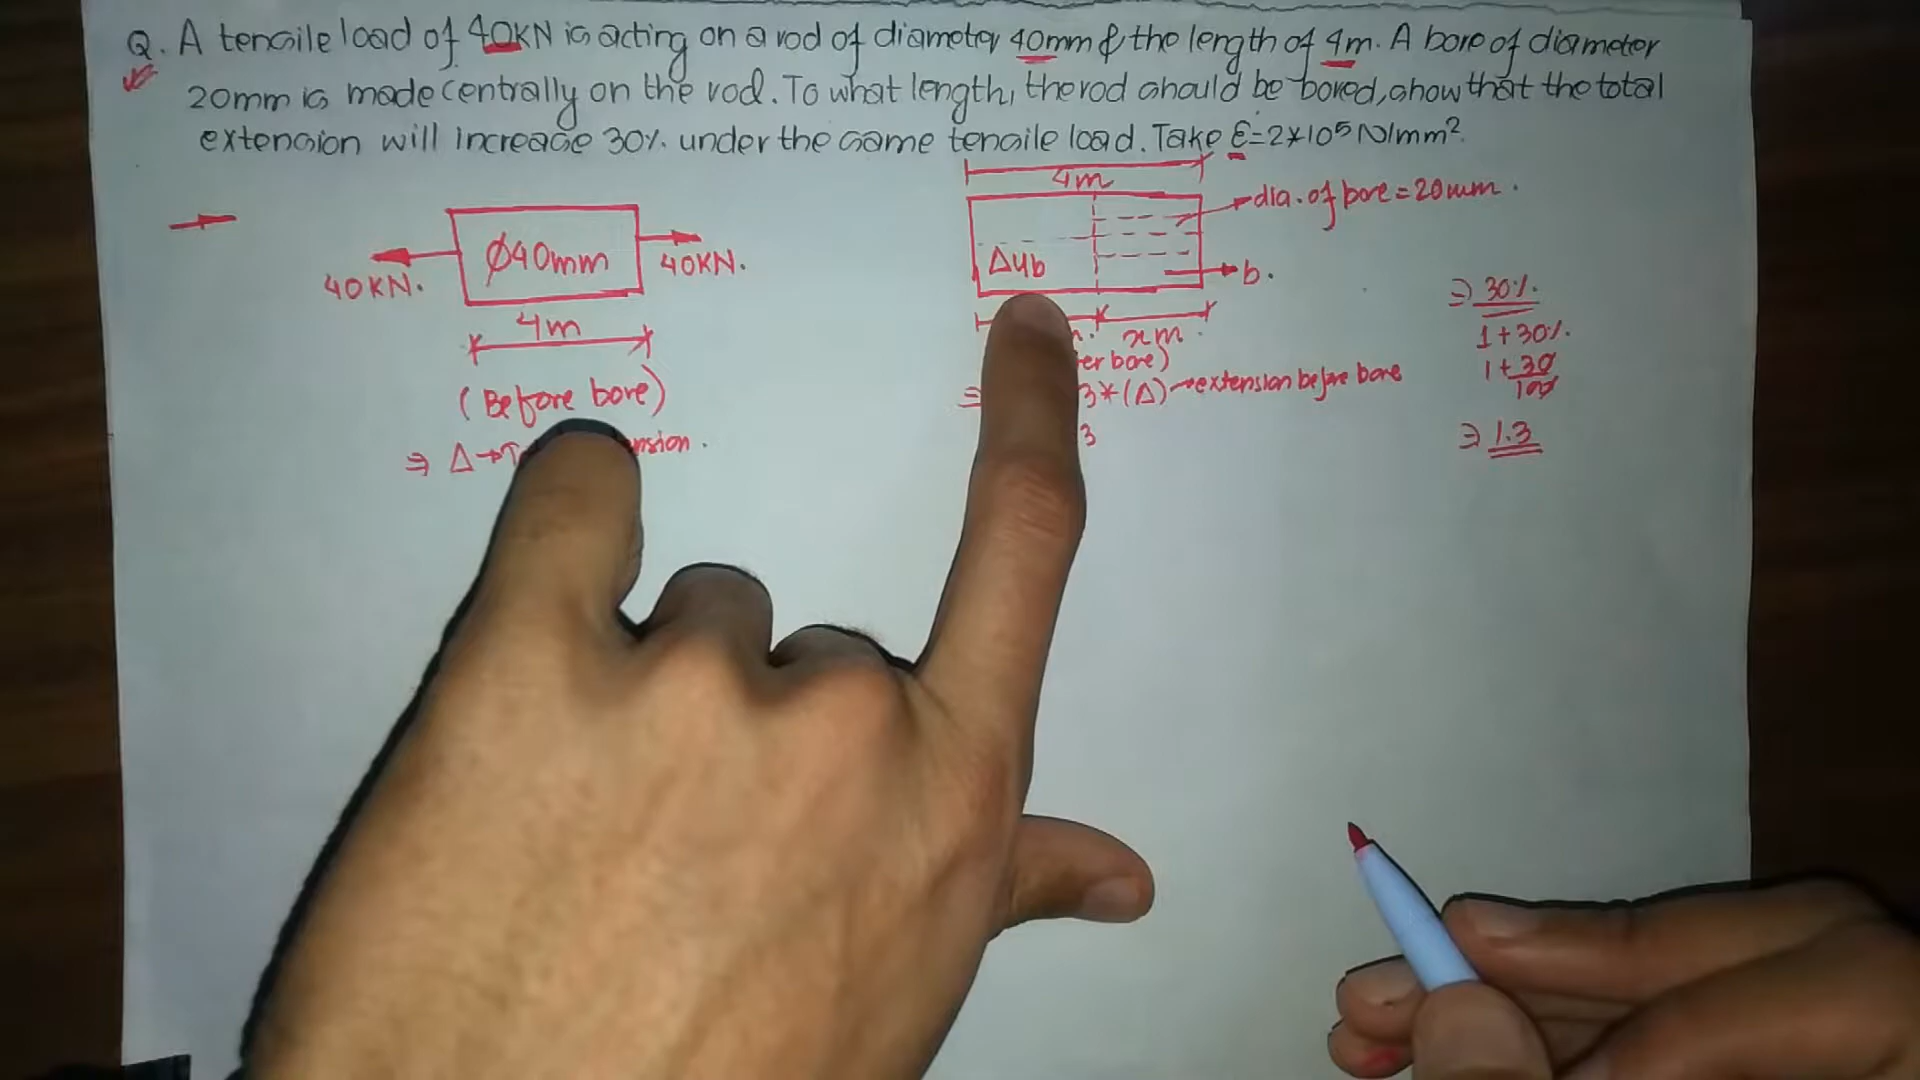 Q. A tensile load of 40KN is acting on a rod of diameter 40mm & the length of 4m. A bore of diameter
20mm is made centrally on the rod. To what length, the rod should be bored, show that the total
extension will increase 30% under the same tensile load. Take E=2*10⁵ N/mm².
4m
dia. of bore = 20mm.
Ø40mm
40KN.
40KN.
Δub
b.
4m
xm.
(Before bore)
er bore)
3*(Δ)→extension before bore
3
⇒ Δ→T
nsion.
⇒ 30%.
1+30%.
1+30/100
⇒ 1.3